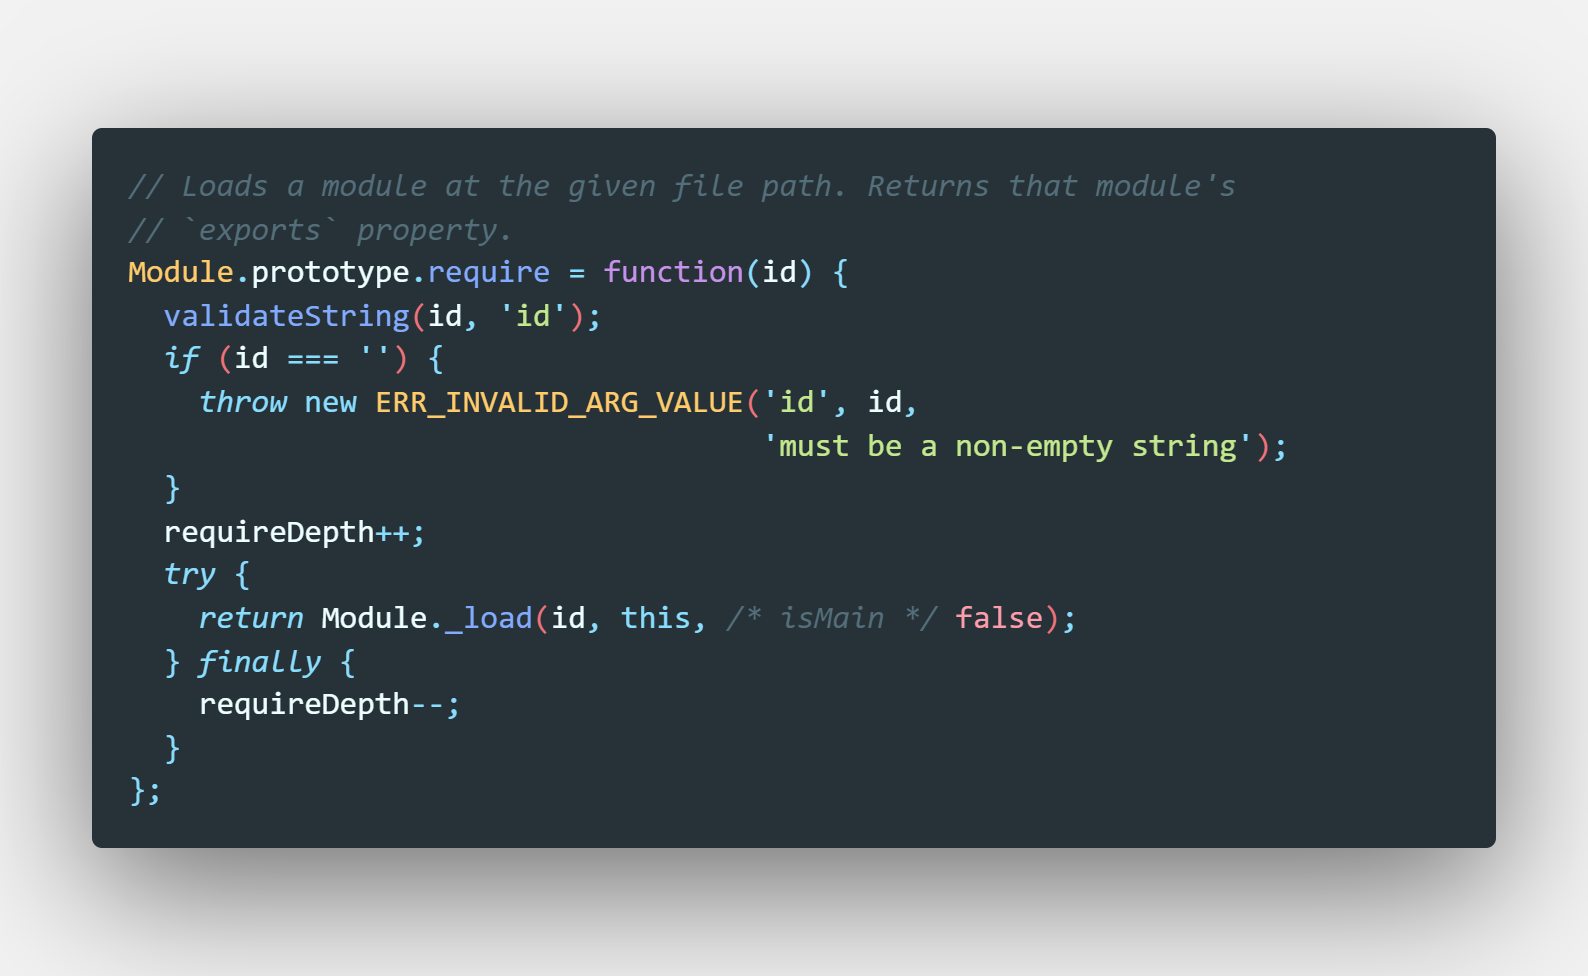 // Loads a module at the given file path. Returns that module's
// `exports` property.
Module.prototype.require = function(id) {
  validateString(id, 'id');
  if (id === '') {
    throw new ERR_INVALID_ARG_VALUE('id', id,
                                    'must be a non-empty string');
  }
  requireDepth++;
  try {
    return Module._load(id, this, /* isMain */ false);
  } finally {
    requireDepth--;
  }
};